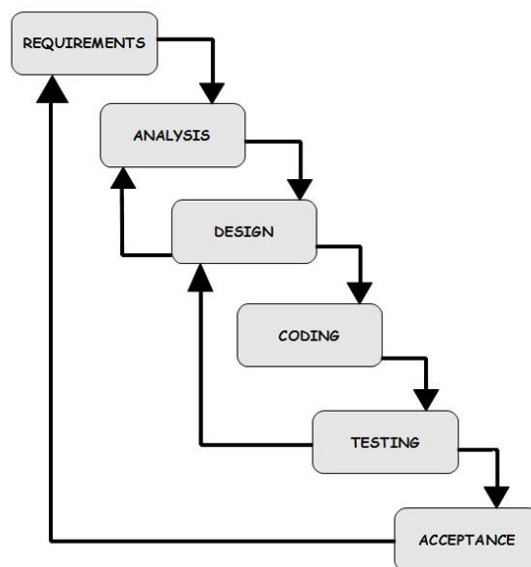 REQUIREMENTS
ANALYSIS
DESIGN
CODING
TESTING
ACCEPTANCE